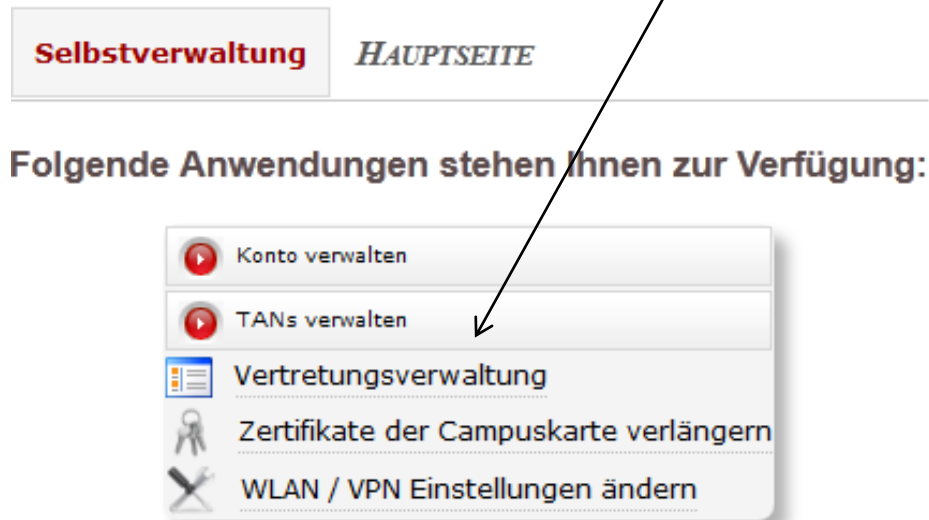 Selbstverwaltung HAUPTSEITE
Folgende Anwendungen stehen Ihnen zur Verfügung:
Konto verwalten
TANs verwalten
Vertretungsverwaltung
Zertifikate der Campuskarte verlängern
WLAN / VPN Einstellungen ändern